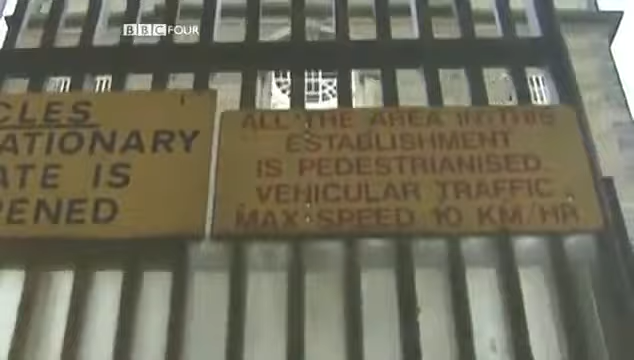 BBC FOUR
CLES
ATIONARY
ATE IS
PENED
ALL THE AREA IN THIS
ESTABLISHMENT
IS PEDESTRIANISED.
VEHICULAR TRAFFIC
MAX SPEED 10 KM/HR